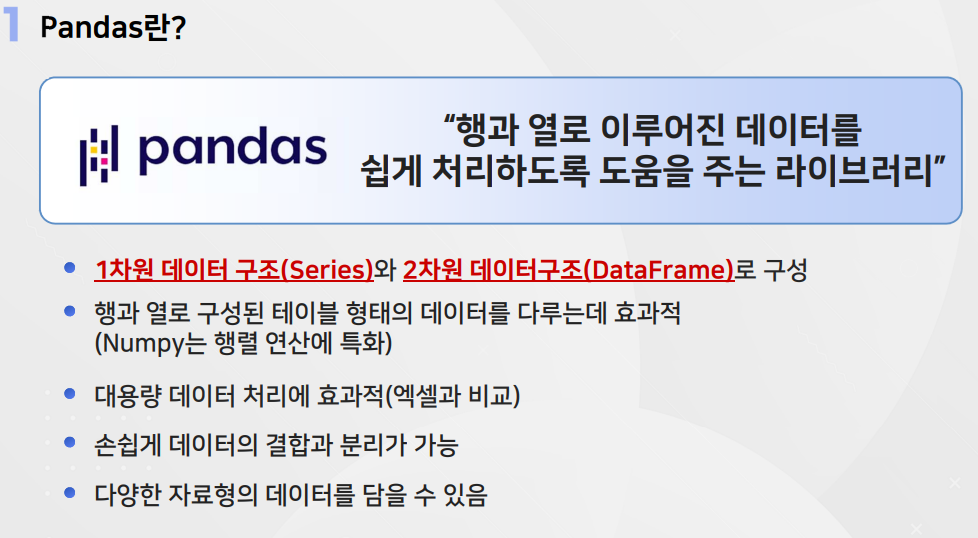 1 Pandas란?
pandas
“행과 열로 이루어진 데이터를
쉽게 처리하도록 도움을 주는 라이브러리”
1차원 데이터 구조(Series)와 2차원 데이터구조(DataFrame)로 구성
행과 열로 구성된 테이블 형태의 데이터를 다루는데 효과적
(Numpy는 행렬 연산에 특화)
대용량 데이터 처리에 효과적(엑셀과 비교)
손쉽게 데이터의 결합과 분리가 가능
다양한 자료형의 데이터를 담을 수 있음